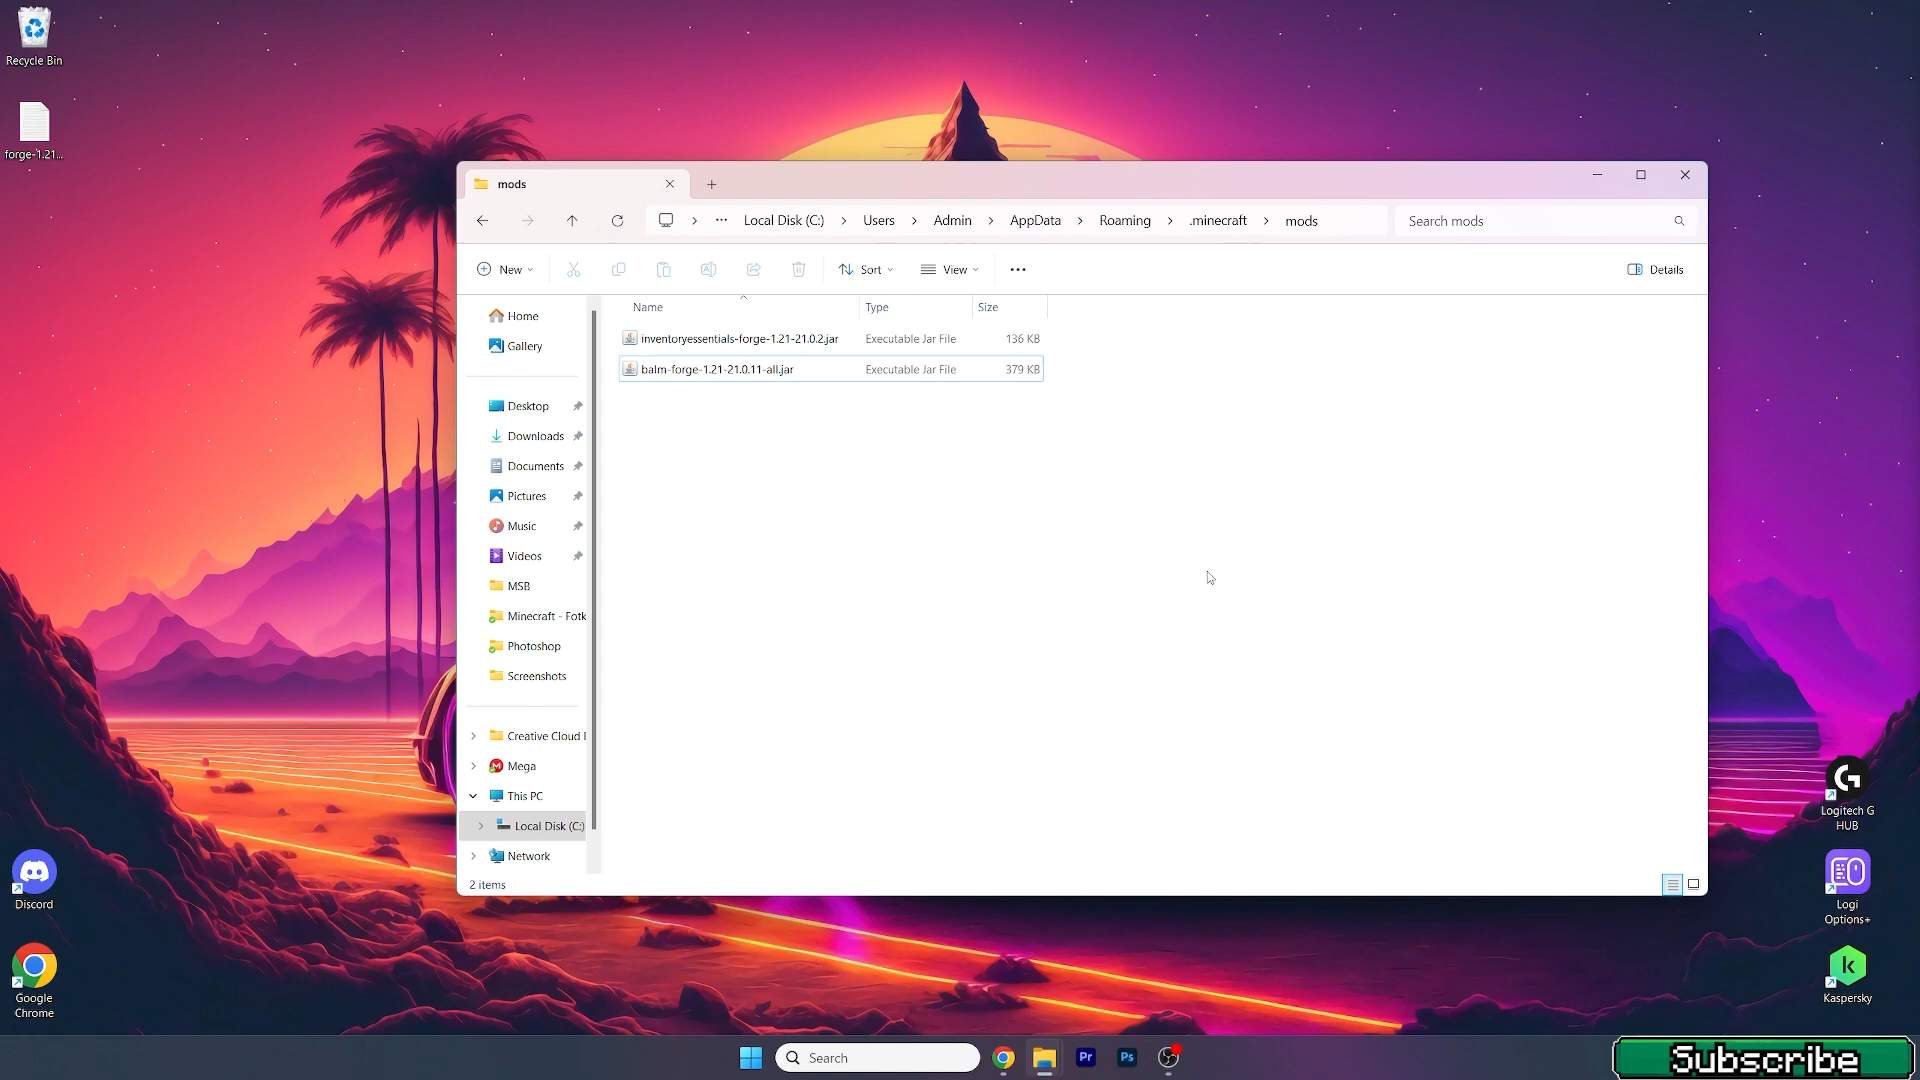 Recycle Bin
forge-1.21...
mods
Local Disk (C:) Users Admin AppData Roaming .minecraft mods
Search mods
New
Sort
View
Details
Name Type Size
inventoryessentials-forge-1.21-21.0.2.jar Executable Jar File 136 KB
balm-forge-1.21-21.0.11-all.jar Executable Jar File 379 KB
Home
Gallery
Desktop
Downloads
Documents
Pictures
Music
Videos
MSB
Minecraft - Fotk
Photoshop
Screenshots
Creative Cloud
Mega
This PC
Local Disk (C:)
Network
2 items
Discord
Google
Chrome
Logitech G
HUB
Logi
Options+
k
Kaspersky
Search
Pr
Ps
Subscribe